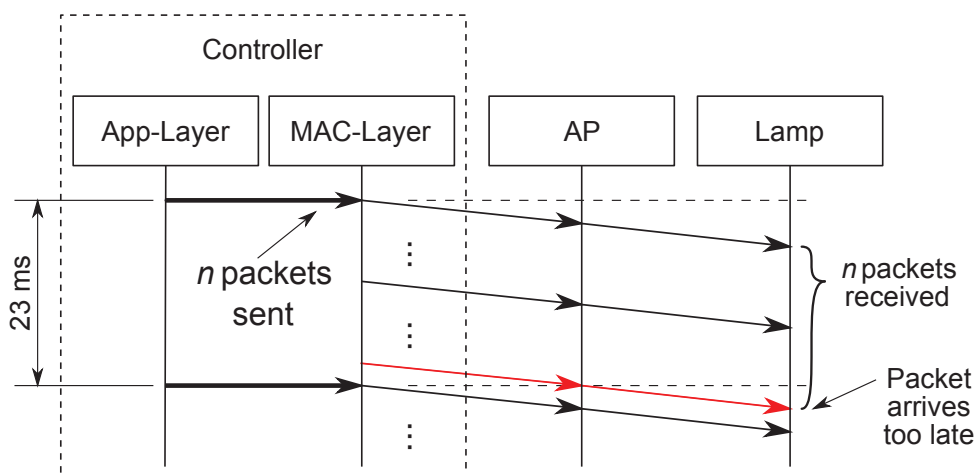 Controller
App-Layer
MAC-Layer
AP
Lamp
23 ms
n packets
sent
n packets
received
Packet
arrives
too late